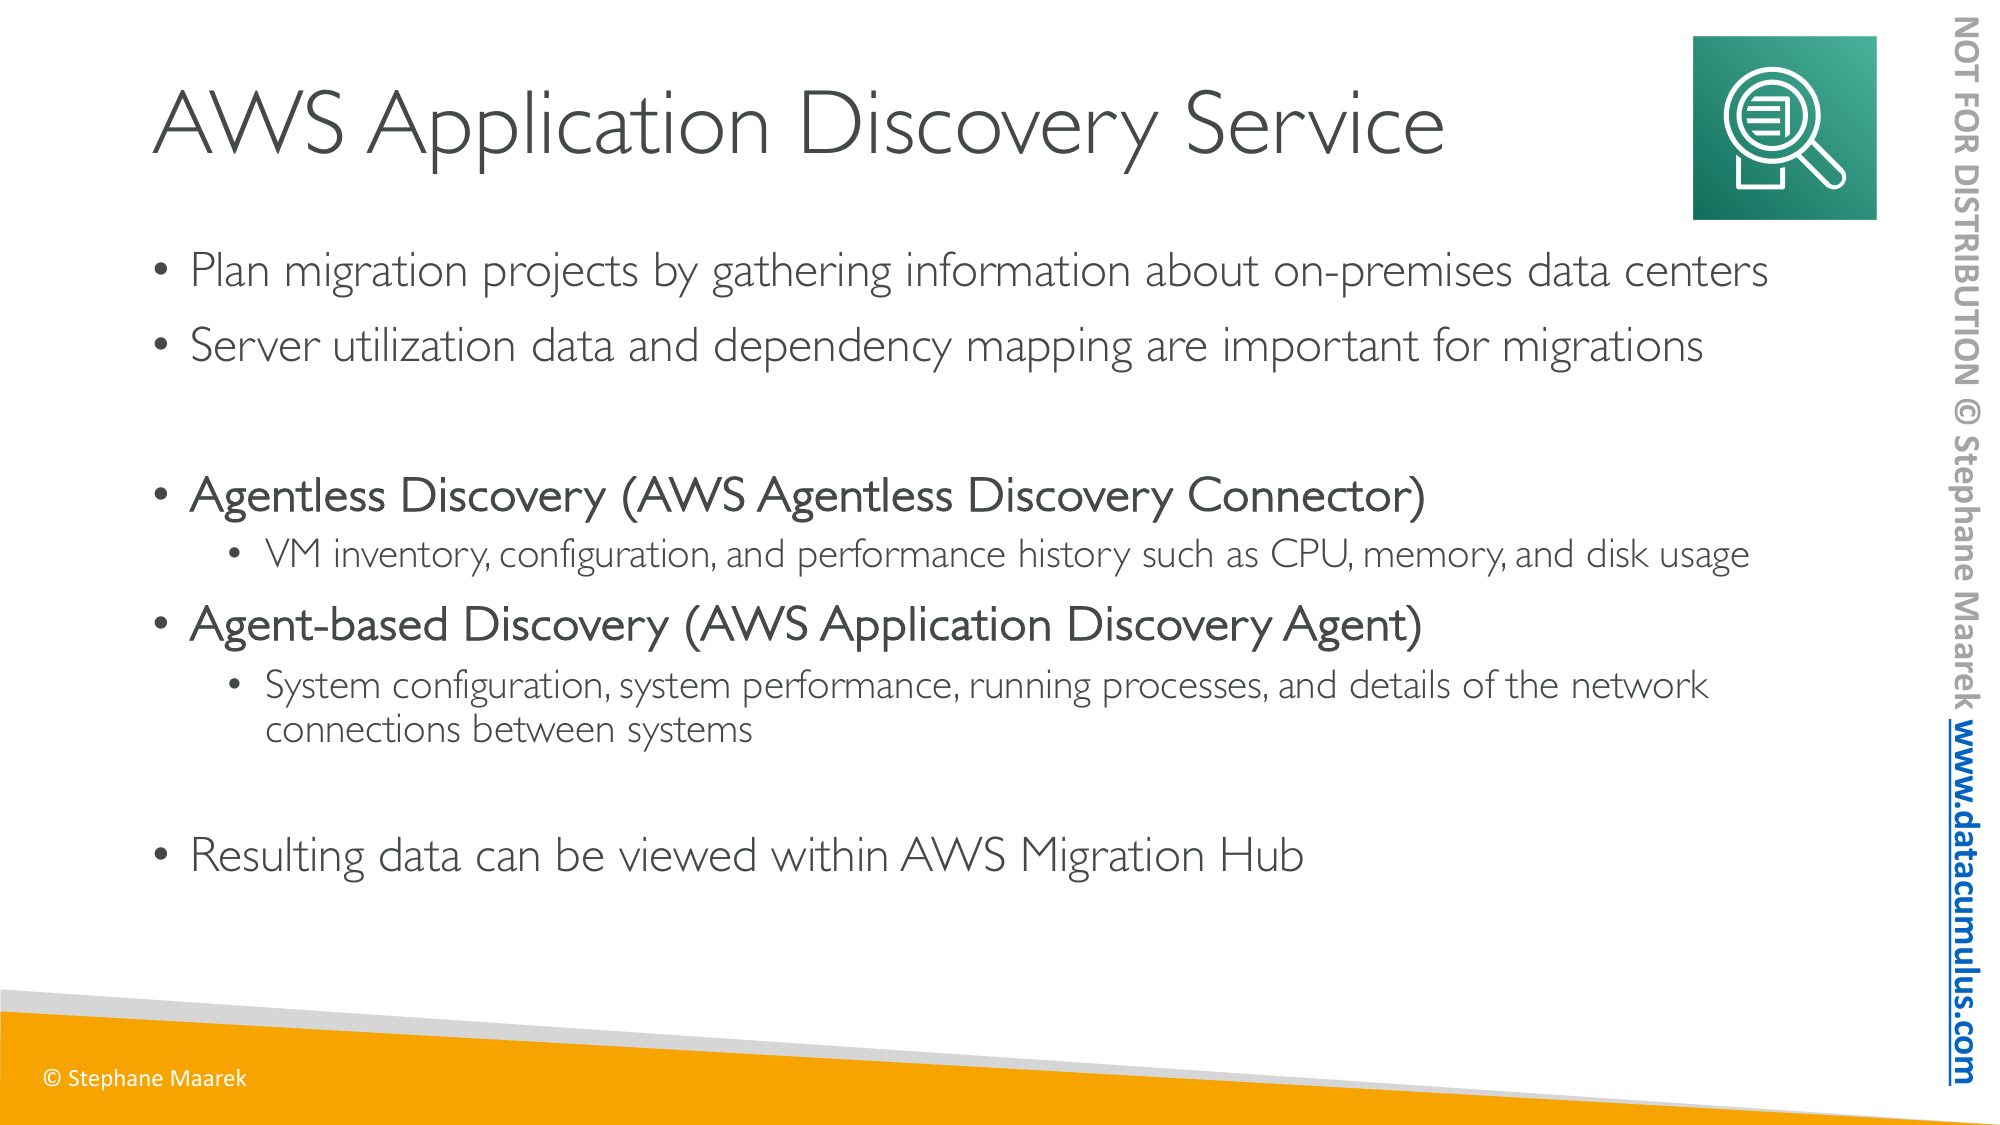 AWS Application Discovery Service
• Plan migration projects by gathering information about on-premises data centers
• Server utilization data and dependency mapping are important for migrations
• Agentless Discovery (AWS Agentless Discovery Connector)
• VM inventory, configuration, and performance history such as CPU, memory, and disk usage
• Agent-based Discovery (AWS Application Discovery Agent)
• System configuration, system performance, running processes, and details of the network
connections between systems
• Resulting data can be viewed within AWS Migration Hub
© Stephane Maarek
NOT FOR DISTRIBUTION © Stephane Maarek www.datacumulus.com